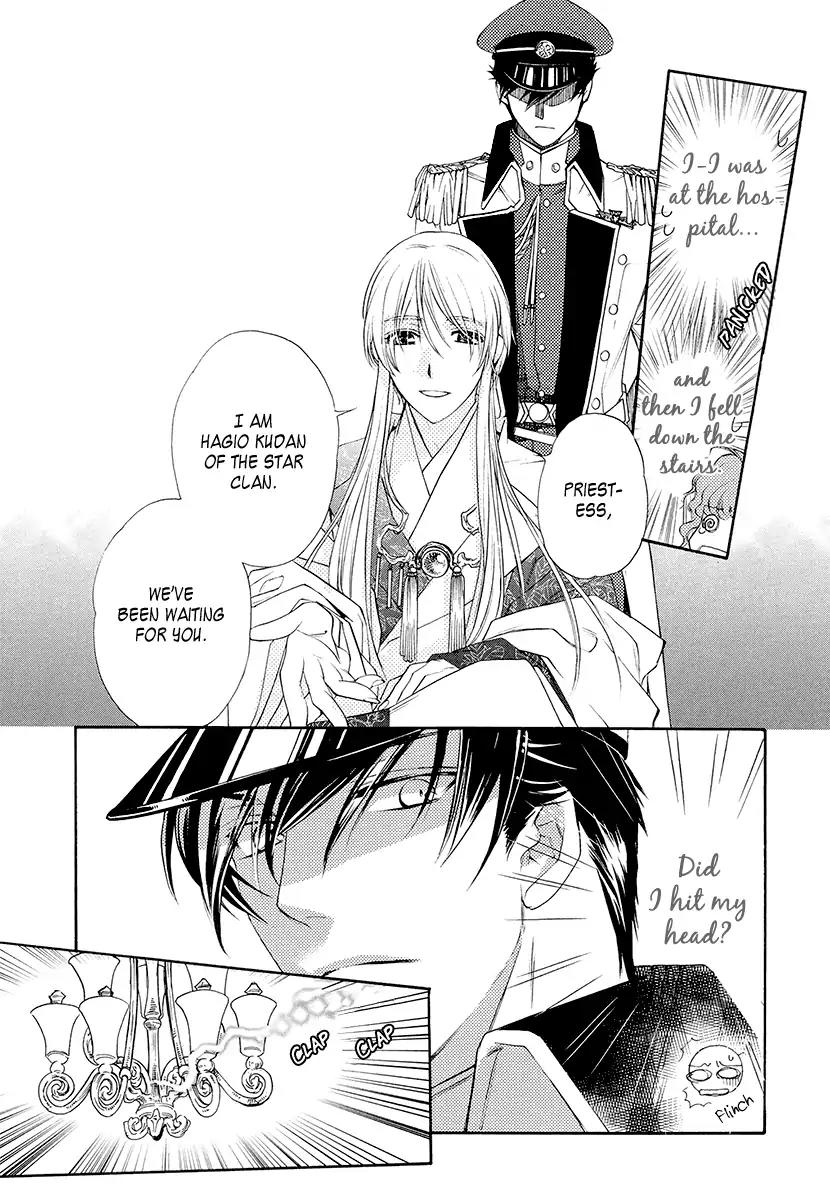 I-I was
at the hos
pital...
PANICKED
and
then I fell
down the
stairs.
PRIEST-
ESS,
I AM
HAGIO KUDAN
OF THE STAR
CLAN.
WE'VE
BEEN WAITING
FOR YOU.
Did
I hit my
head?
Flinch
CLAP
CLAP